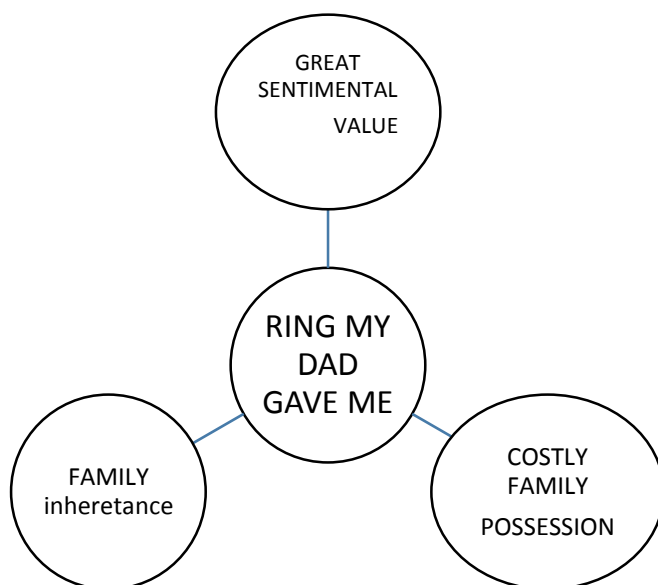 GREAT
SENTIMENTAL
VALUE
RING MY
DAD
GAVE ME
FAMILY
inheretance
COSTLY
FAMILY
POSSESSION